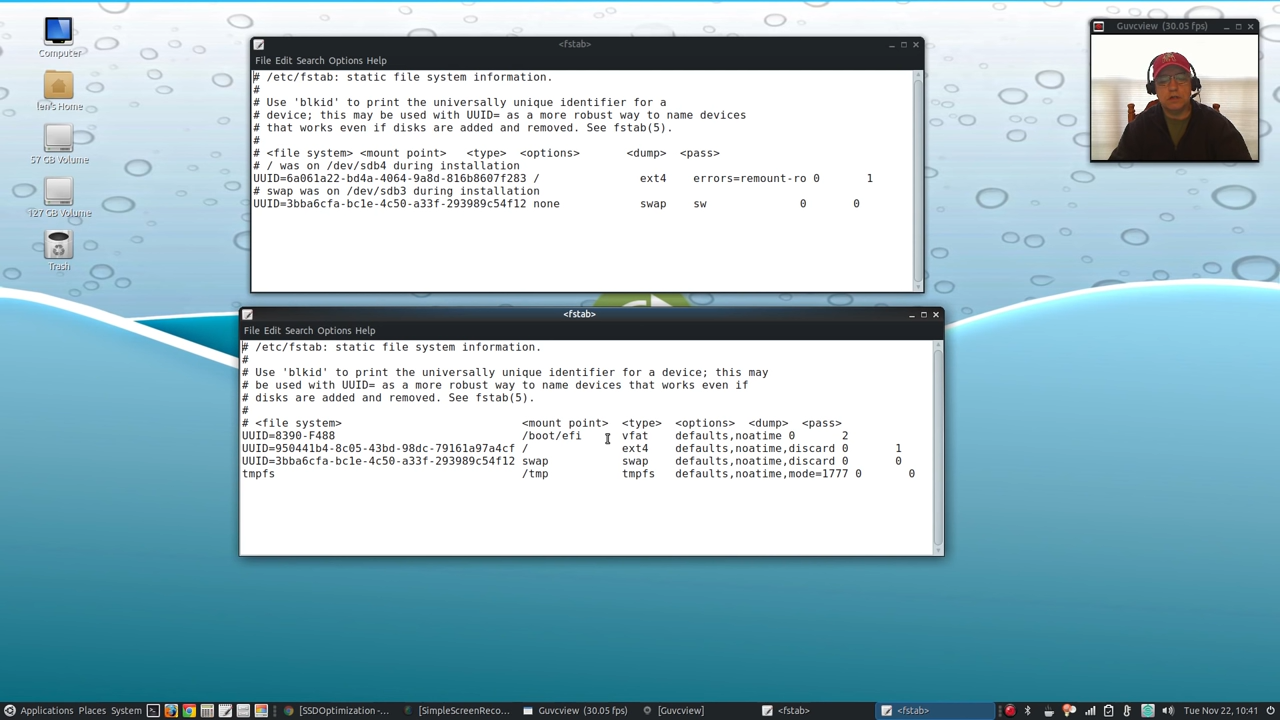 Computer
len's Home
57 GB Volume
127 GB Volume
Trash
<fstab>
File Edit Search Options Help
# /etc/fstab: static file system information.
#
# Use 'blkid' to print the universally unique identifier for a
# device; this may be used with UUID= as a more robust way to name devices
# that works even if disks are added and removed. See fstab(5).
#
# <file system> <mount point>   <type>  <options>       <dump>  <pass>
# / was on /dev/sdb4 during installation
UUID=6a061a22-bd4a-4064-9a8d-816b8607f283 /               ext4    errors=remount-ro 0       1
# swap was on /dev/sdb3 during installation
UUID=3bba6cfa-bc1e-4c50-a33f-293989c54f12 none            swap    sw              0       0
Guvcview (30.05 fps)
<fstab>
File Edit Search Options Help
# /etc/fstab: static file system information.
#
# Use 'blkid' to print the universally unique identifier for a device; this may
# be used with UUID= as a more robust way to name devices that works even if
# disks are added and removed. See fstab(5).
#
# <file system>                           <mount point>  <type>  <options>  <dump>  <pass>
UUID=8390-F488                            /boot/efi      vfat    defaults,noatime 0       2
UUID=950441b4-8c05-43bd-98dc-79161a97a4cf /              ext4    defaults,noatime,discard 0       1
UUID=3bba6cfa-bc1e-4c50-a33f-293989c54f12 swap           swap    defaults,noatime,discard 0       0
tmpfs                                     /tmp           tmpfs   defaults,noatime,mode=1777 0       0
Applications Places System [SSDOptimization -... [SimpleScreenReco... Guvcview (30.05 fps) [Guvcview] <fstab> <fstab> Tue Nov 22, 10:41